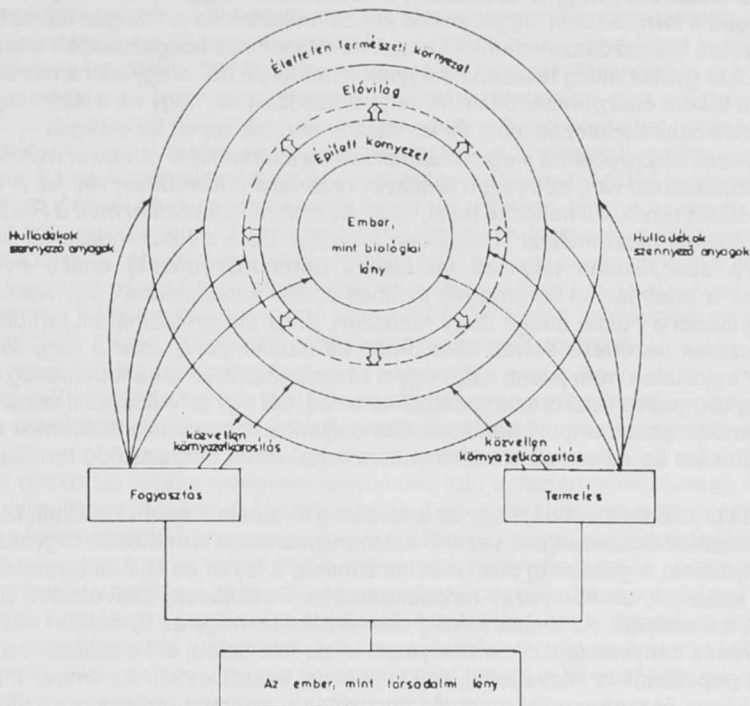 Élettelen természeti környezet
Elővilág
Épített környezet
Ember
mint biológiai
lény
Hulladékok
szennyező anyagok
Hulladékok
szennyező anyagok
közvetlen
környezetkárosítás
közvetlen
környezetkárosítás
Fogyasztás
Termelés
Az ember, mint társadalmi lény